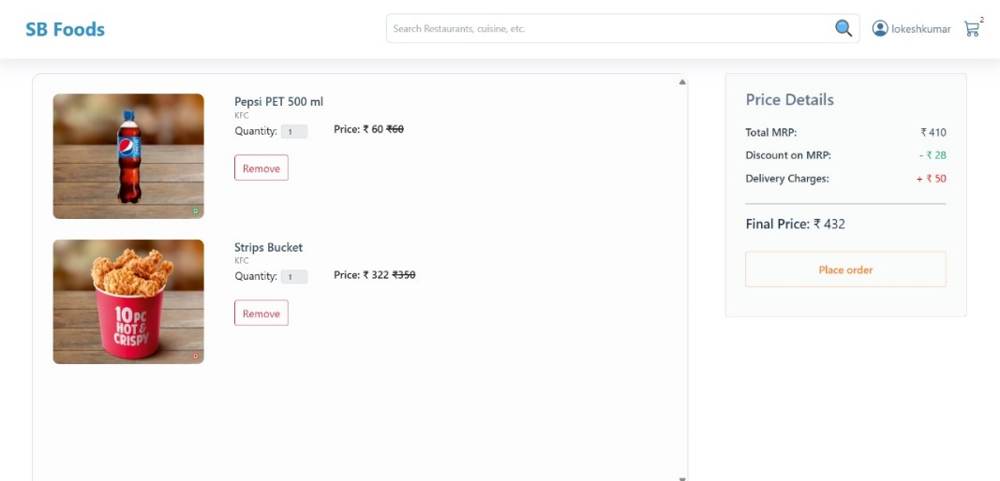 SB Foods
Search Restaurants, cuisine, etc.
lokeshkumar
2
Pepsi PET 500 ml
KFC
Quantity: 1
Price: ₹ 60 ₹60
Remove
pepsi
Strips Bucket
KFC
Quantity: 1
Price: ₹ 322 ₹350
Remove
10 PC
HOT &
CRISPY
Price Details
Total MRP: ₹ 410
Discount on MRP: - ₹ 28
Delivery Charges: + ₹ 50
Final Price: ₹ 432
Place order